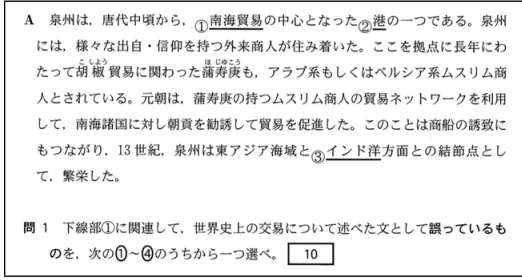 A 泉州は，唐代中頃から，①南海貿易の中心となった②港の一つである。泉州
には，様々な出自・信仰を持つ外来商人が住み着いた。ここを拠点に長年にわ
こしょう ほじゅこう
たって胡椒貿易に関わった蒲寿庚も，アラブ系もしくはペルシア系ムスリム商
人とされている。元朝は，蒲寿庚の持つムスリム商人の貿易ネットワークを利用
して，南海諸国に対し朝貢を勧誘して貿易を促進した。このことは商船の誘致に
もつながり，13世紀，泉州は東アジア海域と③インド洋方面との結節点とし
て，繁栄した。
問 1 下線部①に関連して，世界史上の交易について述べた文として誤っているも
のを，次の①～④のうちから一つ選べ。 10